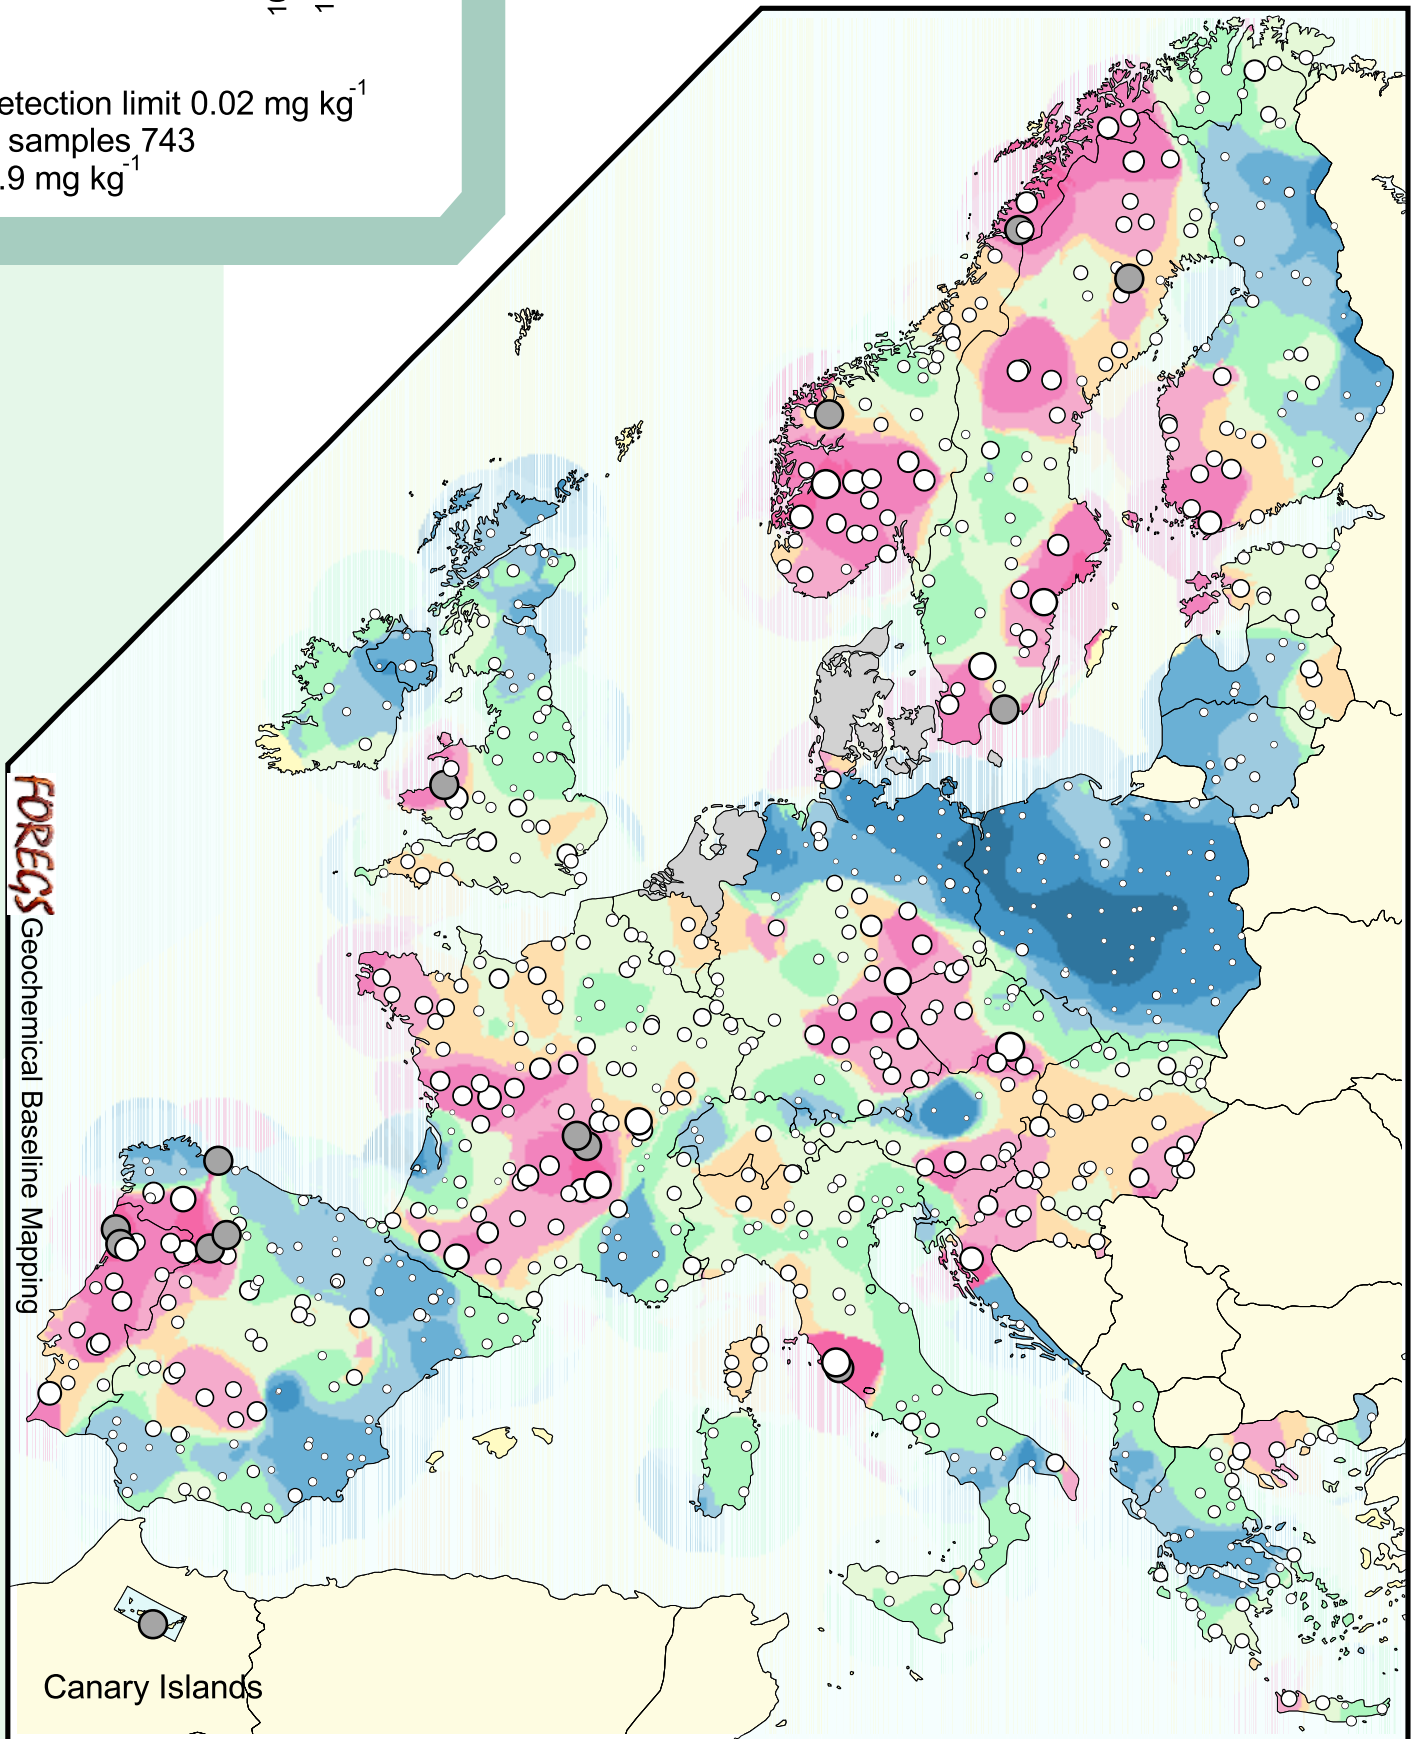 etection limit 0.02 mg kg-1
samples 743
.9 mg kg-1
FOREGS Geochemical Baseline Mapping
Canary Islands